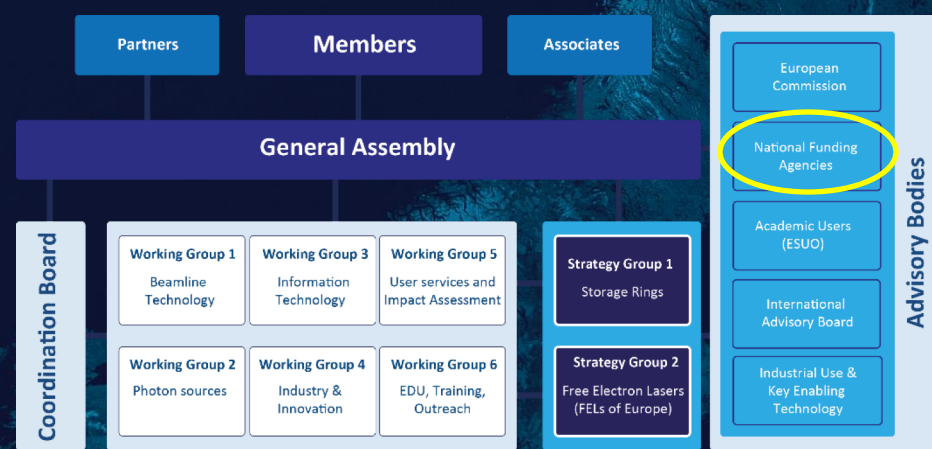 Partners
Members
Associates
General Assembly
Coordination Board
Working Group 1
Beamline
Technology
Working Group 3
Information
Technology
Working Group 5
User services and
Impact Assessment
Working Group 2
Photon sources
Working Group 4
Industry &
Innovation
Working Group 6
EDU, Training,
Outreach
Strategy Group 1
Storage Rings
Strategy Group 2
Free Electron Lasers
(FELs of Europe)
European
Commission
National Funding
Agencies
Academic Users
(ESUO)
International
Advisory Board
Industrial Use &
Key Enabling
Technology
Advisory Bodies